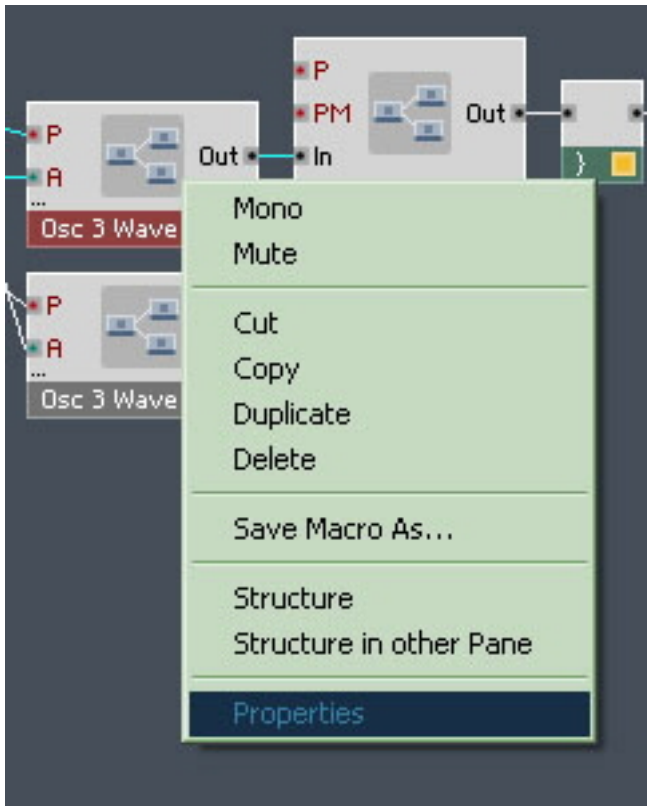 P
PM
In
Out
}
P
A
...
Out
Osc 3 Wave
P
A
...
Osc 3 Wave
Mono
Mute
Cut
Copy
Duplicate
Delete
Save Macro As...
Structure
Structure in other Pane
Properties